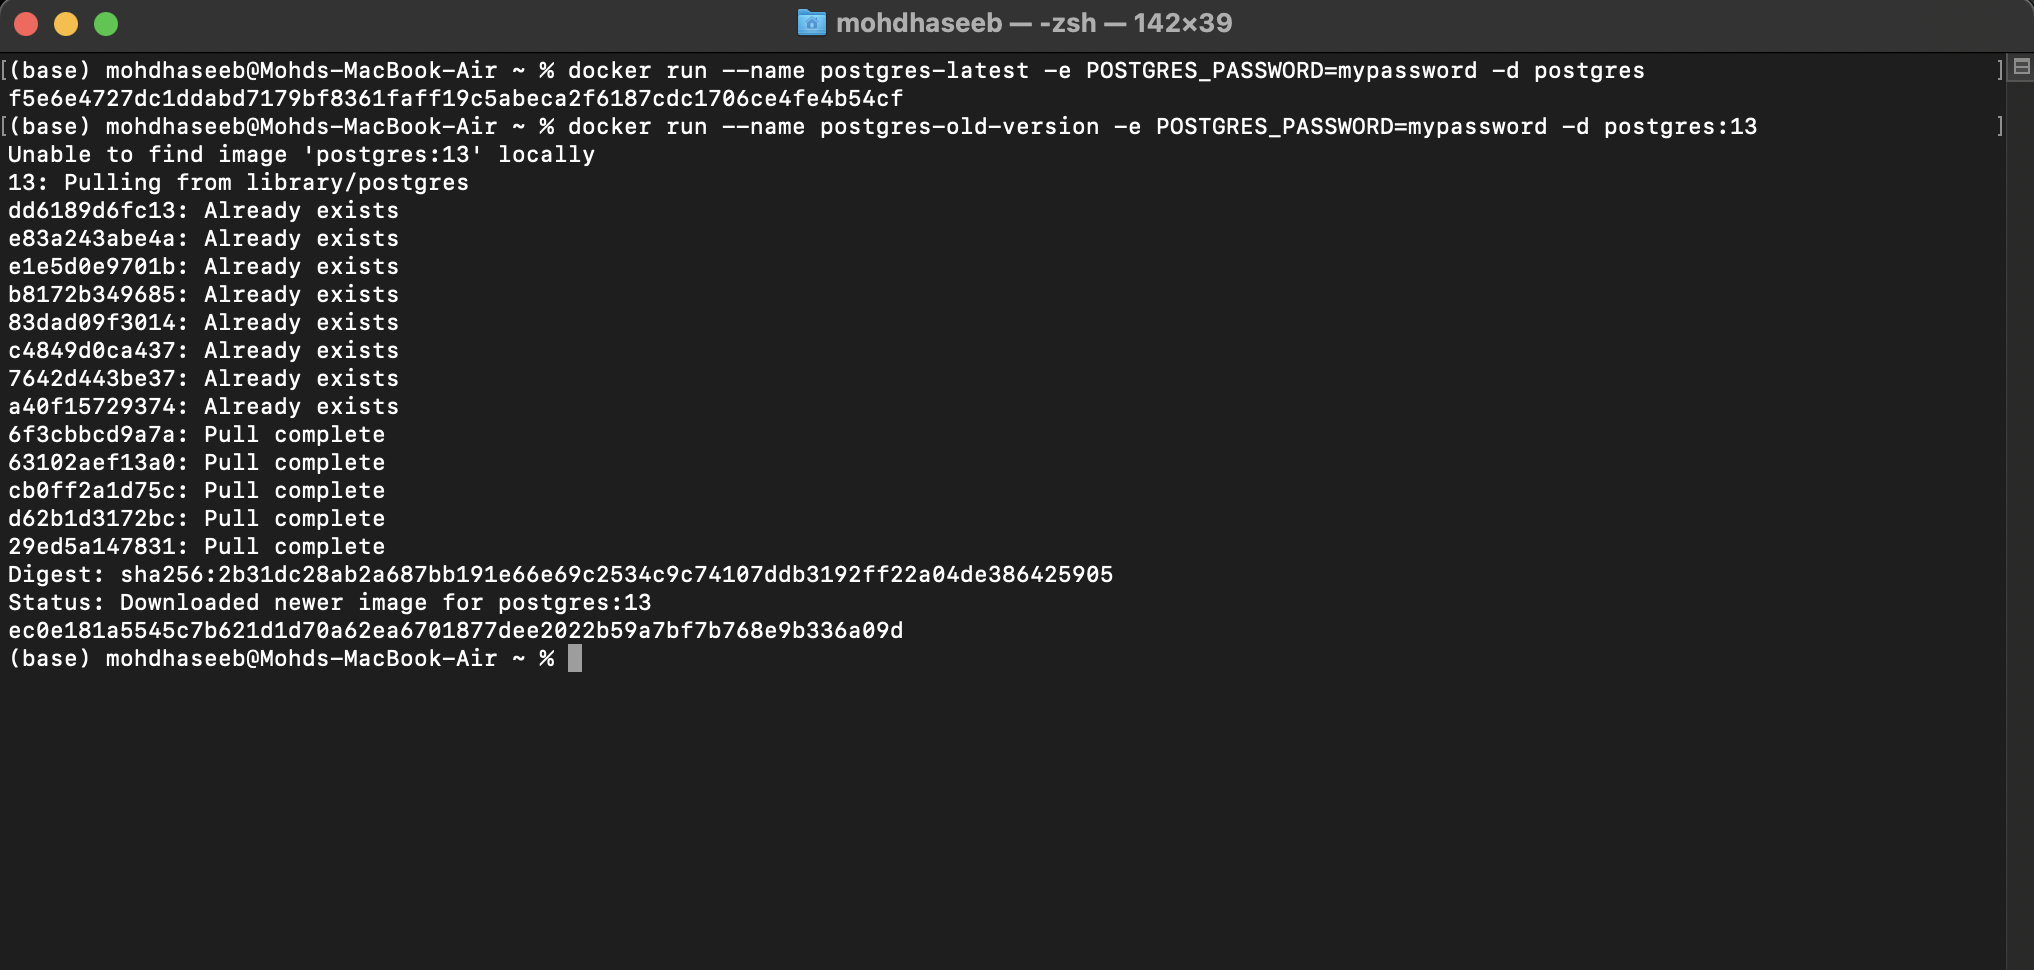 mohdhaseeb — -zsh — 142×39
[(base) mohdhaseeb@Mohds-MacBook-Air ~ % docker run --name postgres-latest -e POSTGRES_PASSWORD=mypassword -d postgres ]
f5e6e4727dc1ddabd7179bf8361faff19c5abeca2f6187cdc1706ce4fe4b54cf
[(base) mohdhaseeb@Mohds-MacBook-Air ~ % docker run --name postgres-old-version -e POSTGRES_PASSWORD=mypassword -d postgres:13 ]
Unable to find image 'postgres:13' locally
13: Pulling from library/postgres
dd6189d6fc13: Already exists
e83a243abe4a: Already exists
e1e5d0e9701b: Already exists
b8172b349685: Already exists
83dad09f3014: Already exists
c4849d0ca437: Already exists
7642d443be37: Already exists
a40f15729374: Already exists
6f3cbbcd9a7a: Pull complete
63102aef13a0: Pull complete
cb0ff2a1d75c: Pull complete
d62b1d3172bc: Pull complete
29ed5a147831: Pull complete
Digest: sha256:2b31dc28ab2a687bb191e66e69c2534c9c74107ddb3192ff22a04de386425905
Status: Downloaded newer image for postgres:13
ec0e181a5545c7b621d1d70a62ea6701877dee2022b59a7bf7b768e9b336a09d
(base) mohdhaseeb@Mohds-MacBook-Air ~ %